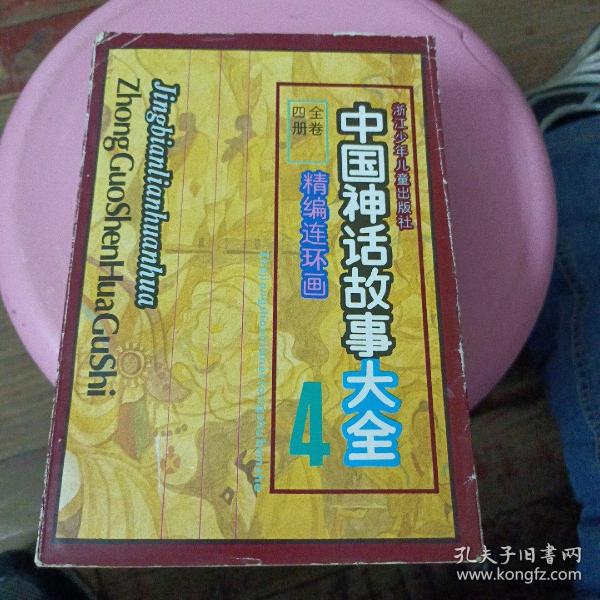 浙江少年儿童出版社
中国神话故事大全
全卷
四册
精编连环画
4
Jingbianlianhuanhua
ZhongGuoShenHuaGuShi
孔夫子旧书网
www.kongfz.com